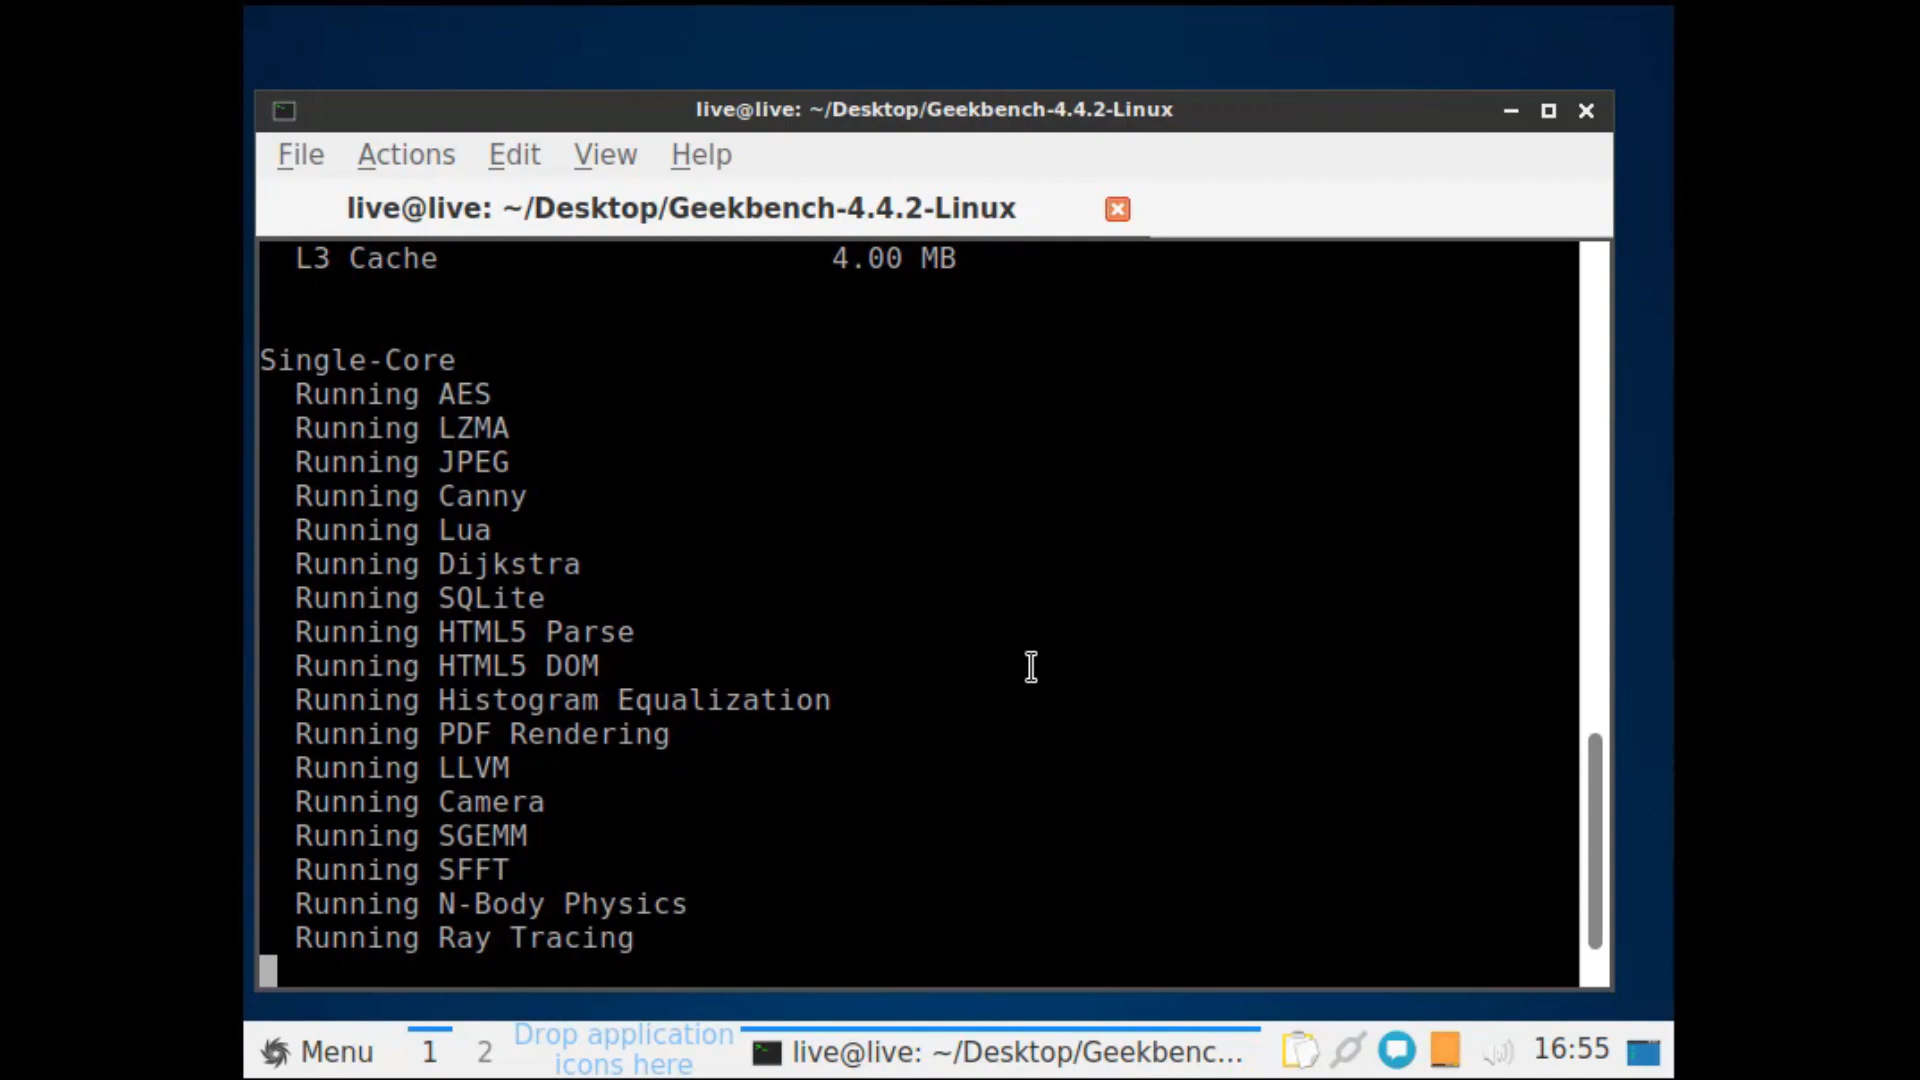 live@live: ~/Desktop/Geekbench-4.4.2-Linux
File Actions Edit View Help
live@live: ~/Desktop/Geekbench-4.4.2-Linux
L3 Cache 4.00 MB
Single-Core
Running AES
Running LZMA
Running JPEG
Running Canny
Running Lua
Running Dijkstra
Running SQLite
Running HTML5 Parse
Running HTML5 DOM
Running Histogram Equalization
Running PDF Rendering
Running LLVM
Running Camera
Running SGEMM
Running SFFT
Running N-Body Physics
Running Ray Tracing
Menu 1 2 Drop application
icons here
live@live: ~/Desktop/Geekbenc... 16:55